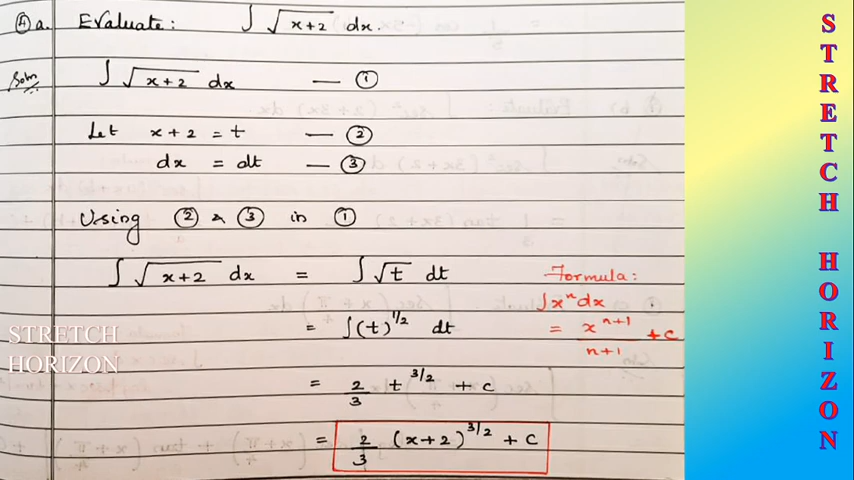 ④ a. Evaluate: ∫ √(x+2) dx.
Soln
∫ √(x+2) dx — ①
Let x+2 = t — ②
dx = dt — ③
Using ② & ③ in ①
∫ √(x+2) dx = ∫ √t dt
= ∫(t)^1/2 dt
= 2/3 t^3/2 + c
= 2/3 (x+2)^3/2 + c
Formula:
∫x^n dx
= x^(n+1)/(n+1) + c
STRETCH
HORIZON
STRETCH HORIZON